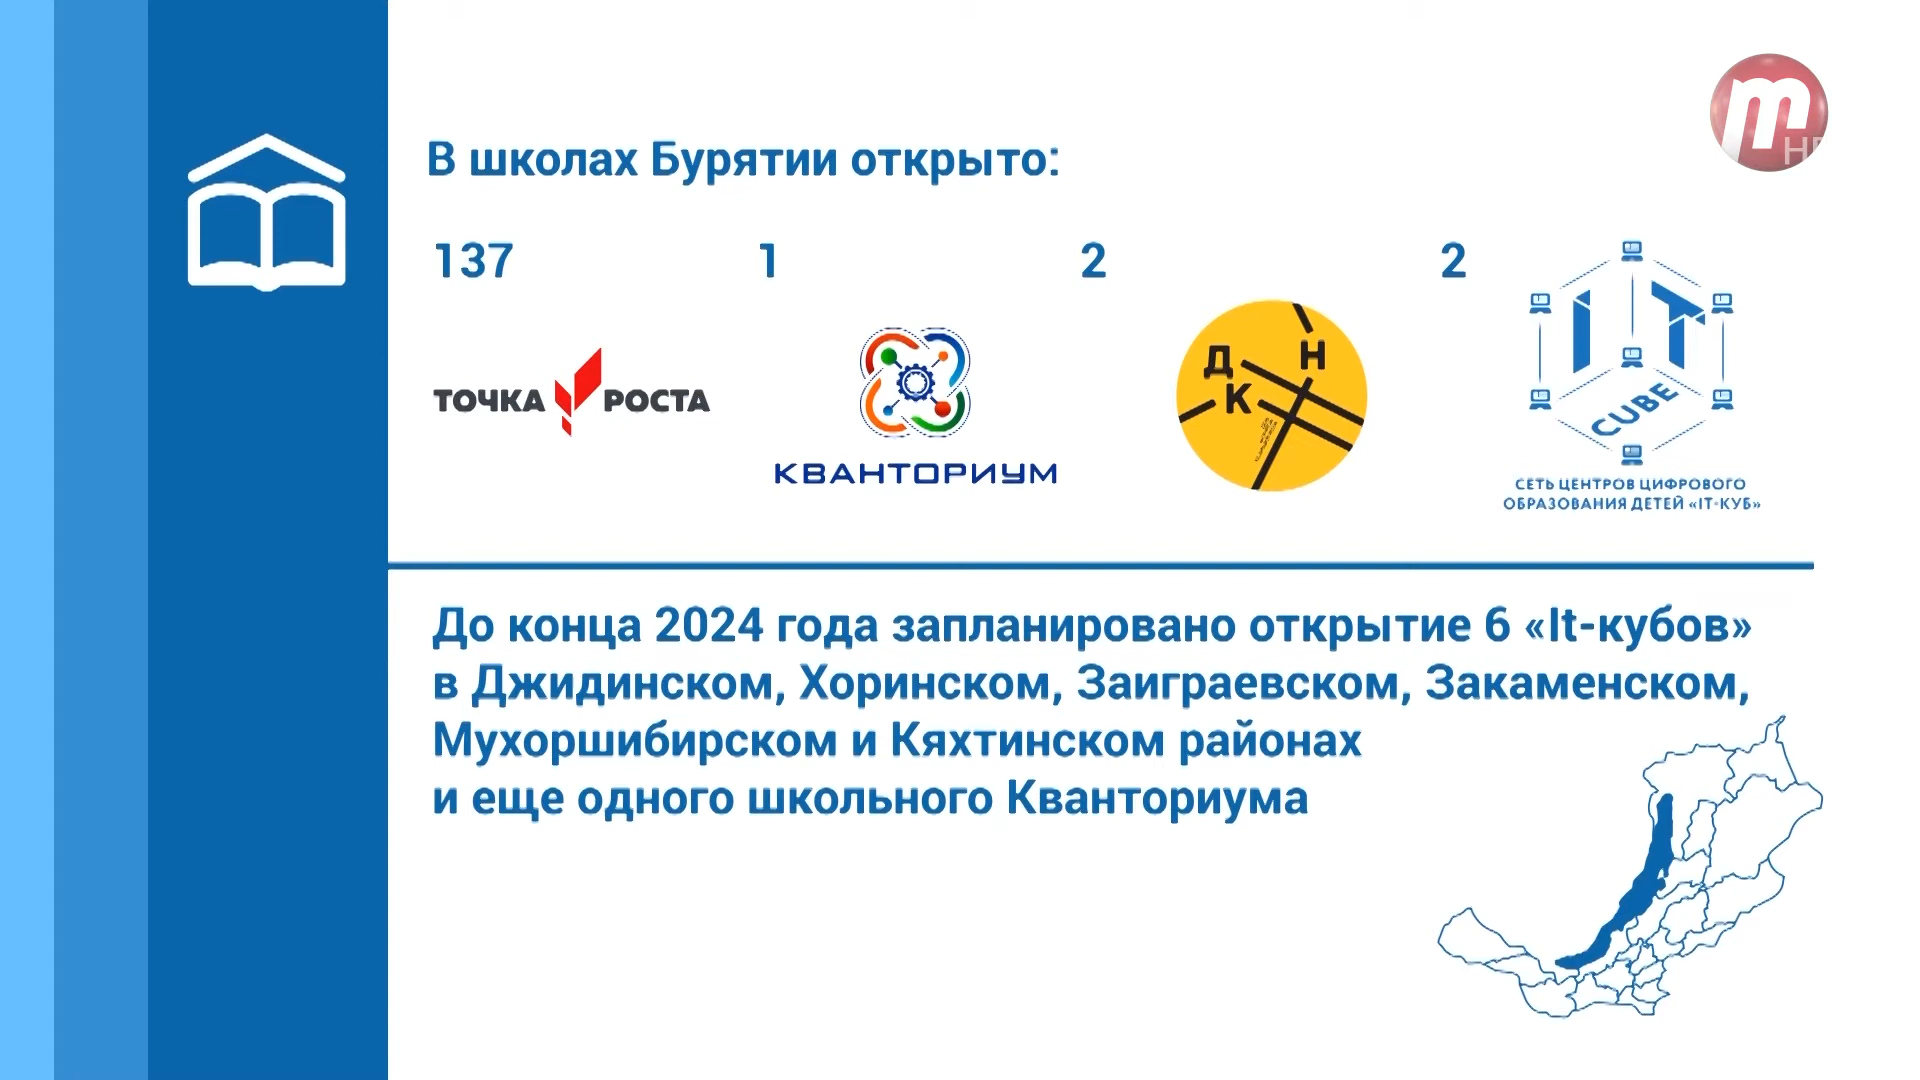 В школах Бурятии открыто:
137
1
2
2
ТОЧКА РОСТА
КВАНТОРИУМ
Д Н
К
IT
CUBE
СЕТЬ ЦЕНТРОВ ЦИФРОВОГО
ОБРАЗОВАНИЯ ДЕТЕЙ «IT-КУБ»
До конца 2024 года запланировано открытие 6 «It-кубов»
в Джидинском, Хоринском, Заиграевском, Закаменском,
Мухоршибирском и Кяхтинском районах
и еще одного школьного Кванториума